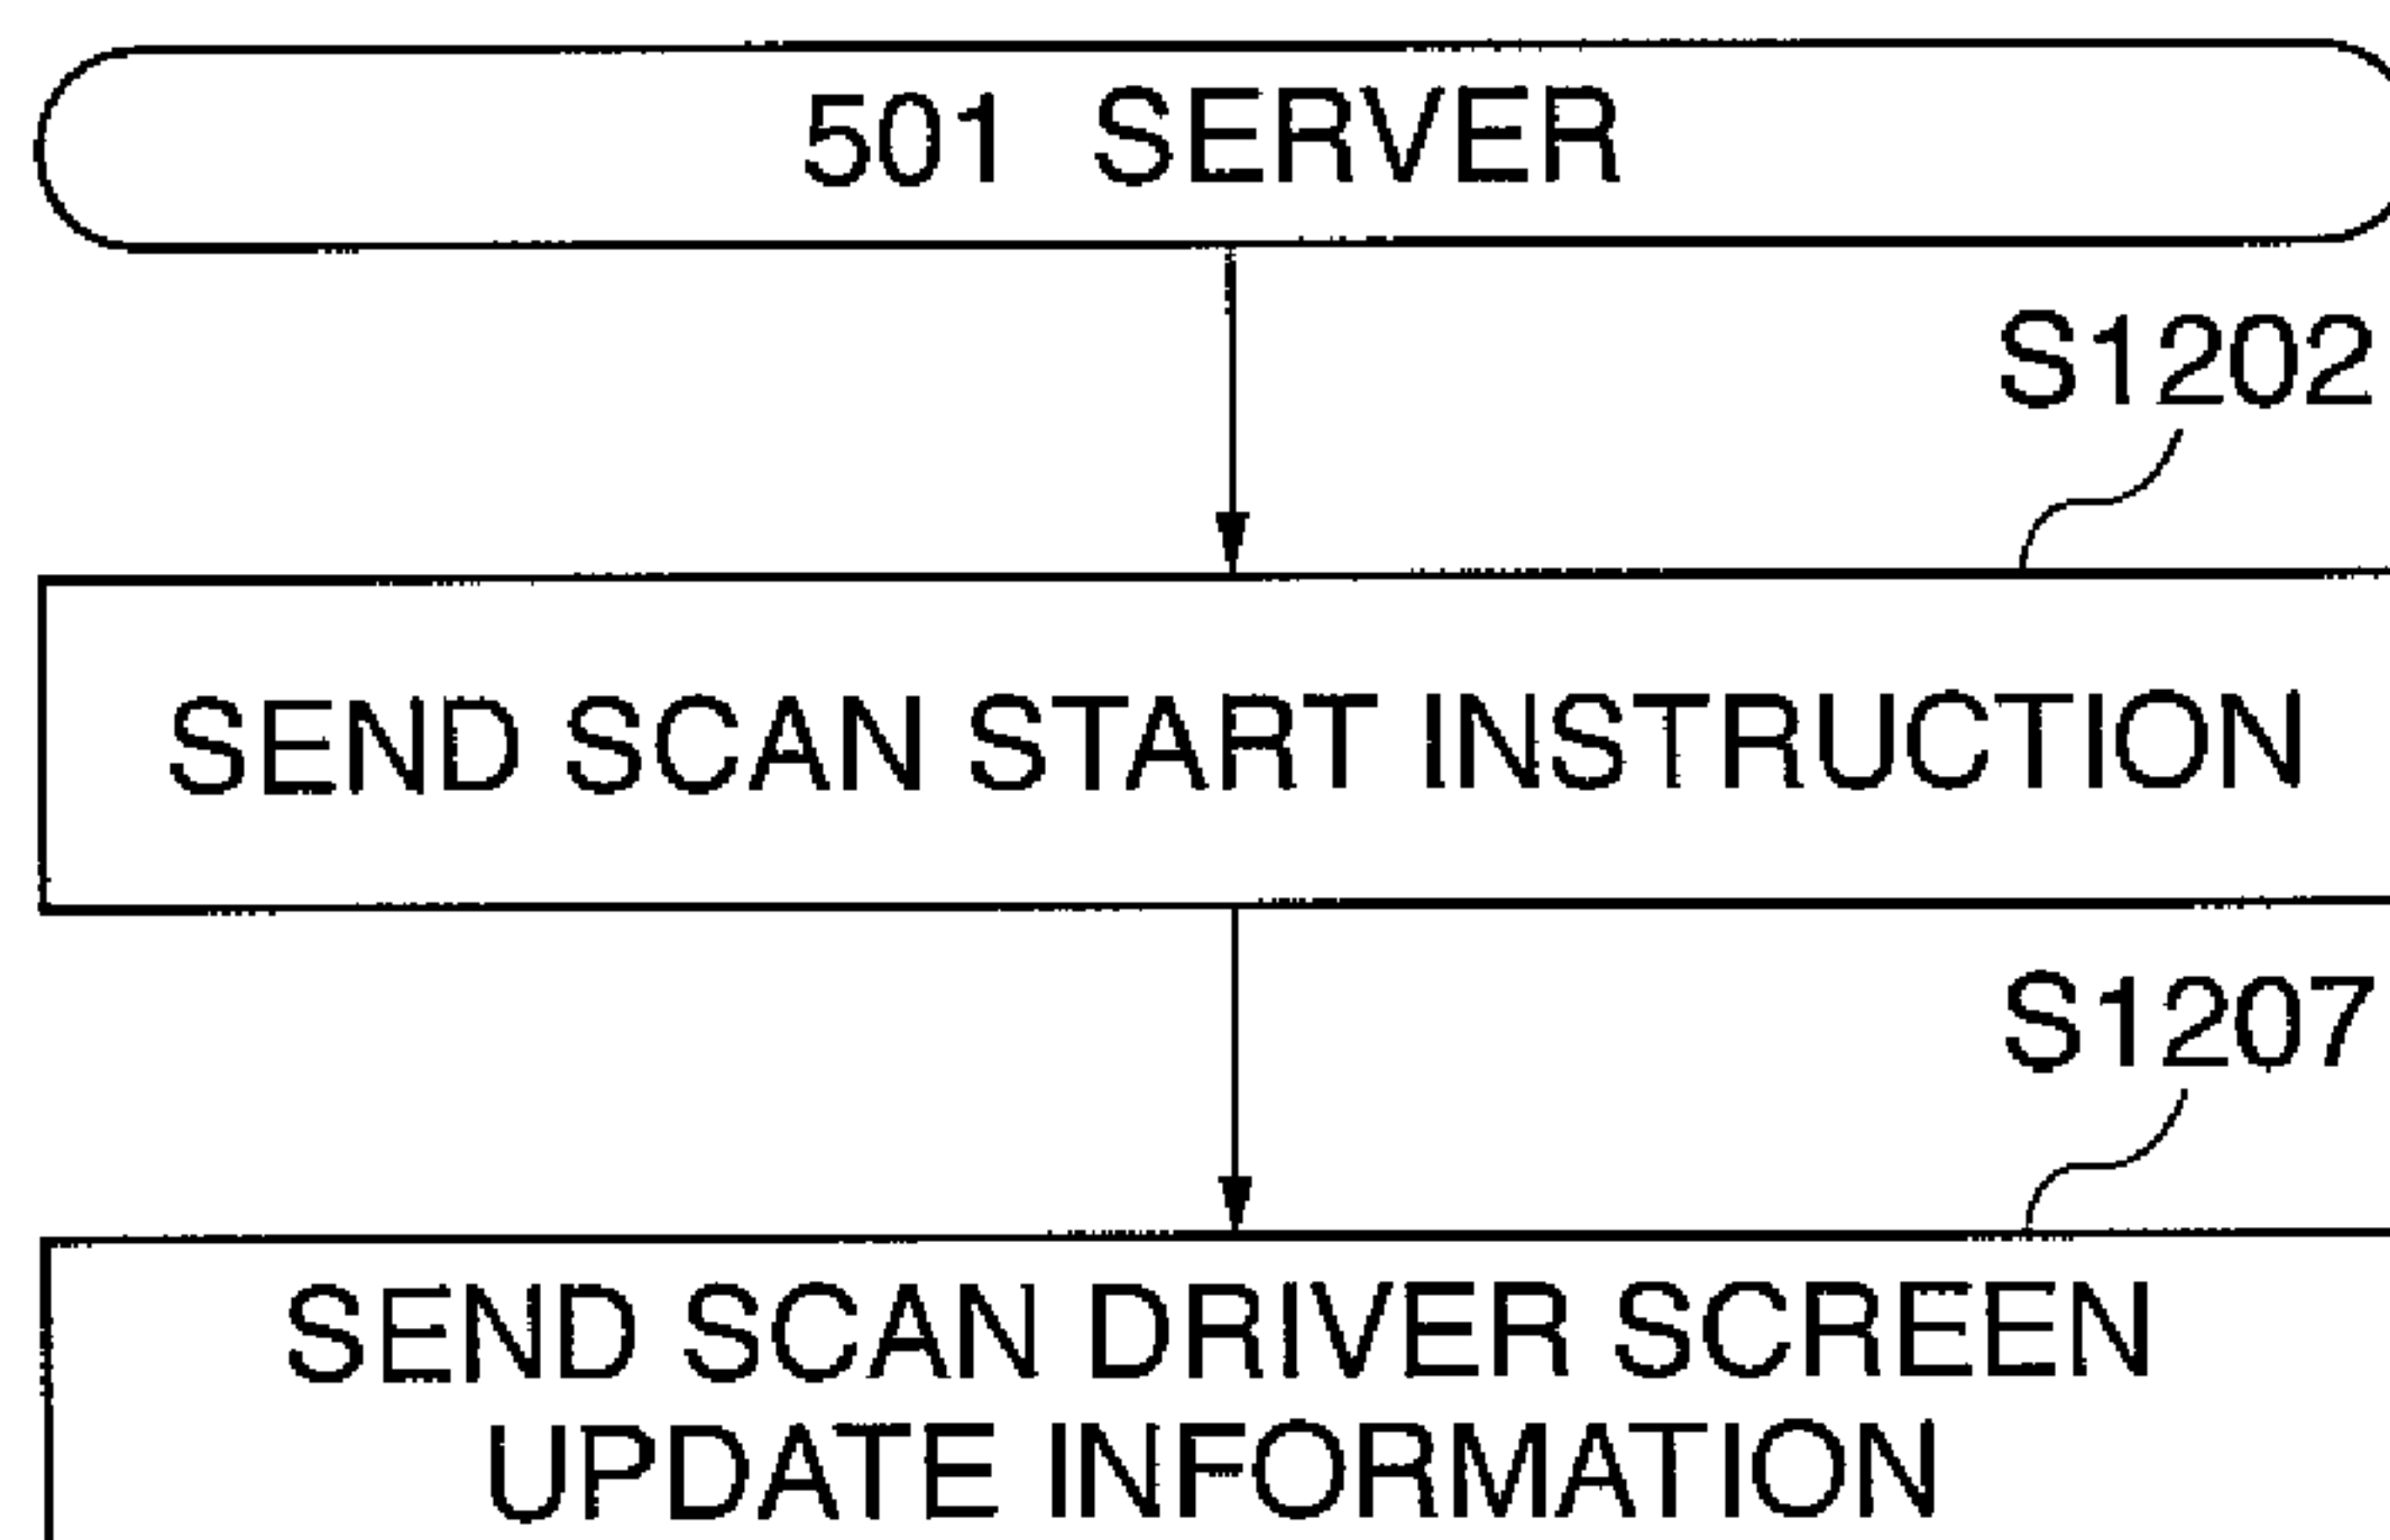 501 SERVER
S1202
SEND SCAN START INSTRUCTION
S1207
SEND SCAN DRIVER SCREEN
UPDATE INFORMATION